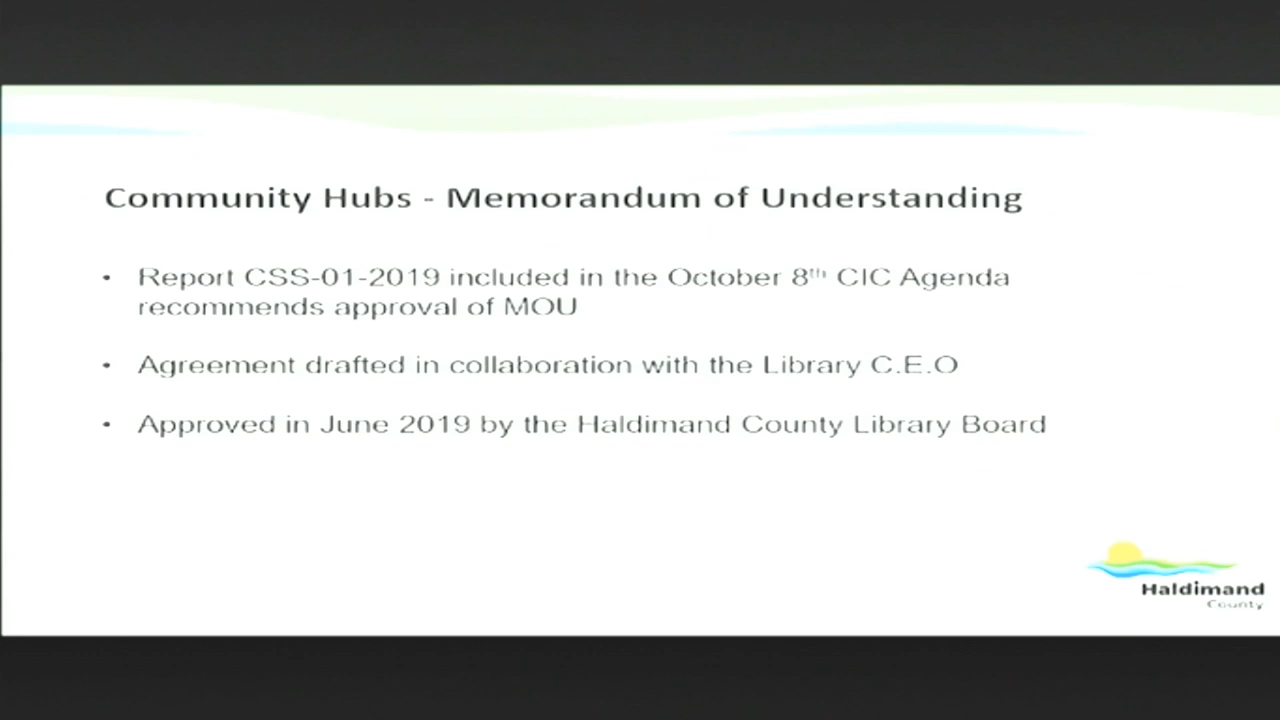 Community Hubs - Memorandum of Understanding
• Report CSS-01-2019 included in the October 8th CIC Agenda
recommends approval of MOU
• Agreement drafted in collaboration with the Library C.E.O
• Approved in June 2019 by the Haldimand County Library Board
Haldimand
County